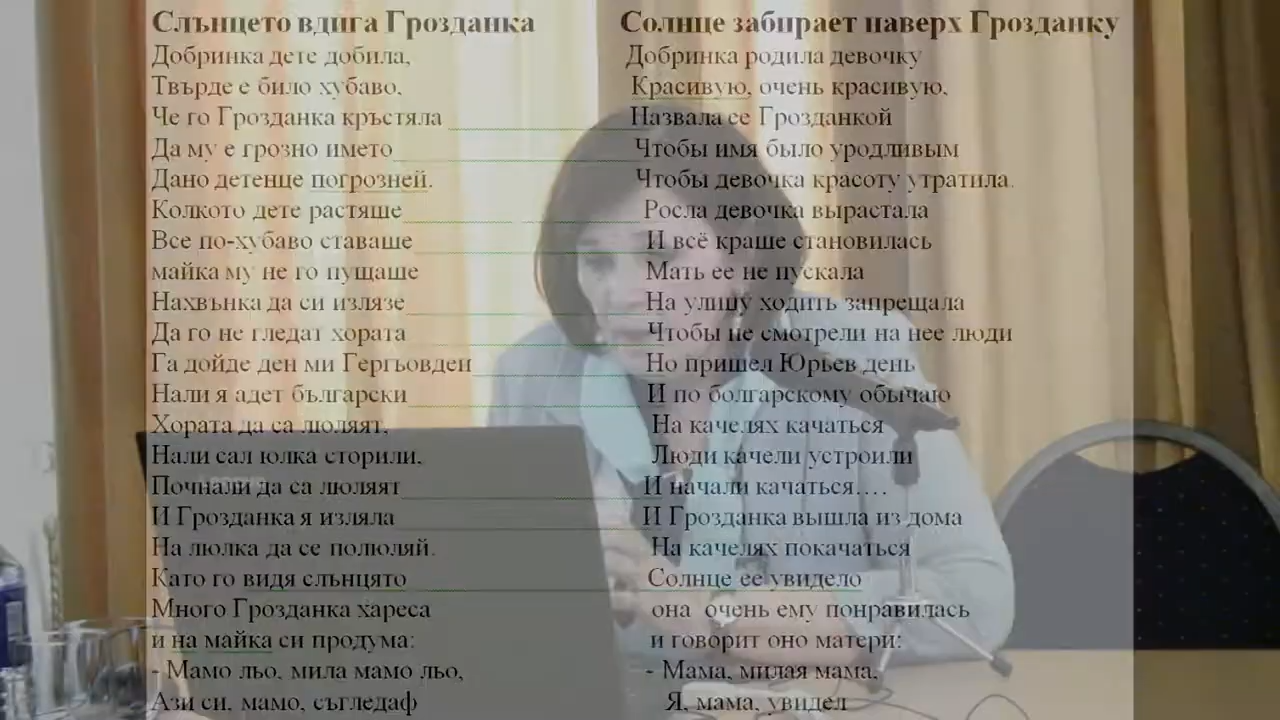 Слънцето вдига Грозданка
Добринка дете добила,
Твърде е било хубаво,
Че го Грозданка кръстяла
Да му е грозно името
Дано детенце погрозней.
Колкото дете растяше
Все по-хубаво ставаше
майка му не го пущаше
Нахвънка да си излязе
Да го не гледат хората
Га дойде ден ми Гергьовден
Нали я адет български
Хората да са люляят,
Нали сал юлка сторили,
Почнали да са люляят
И Грозданка я изляла
На люлка да се полюляй.
Като го видя слънцято
Много Грозданка хареса
и на майка си продума:
- Мамо льо, мила мамо льо,
Ази си, мамо, съгледаф
Солнце забирает наверх Грозданку
Добринка родила девочку
Красивую, очень красивую,
Назвала ее Грозданкой
Чтобы имя было уродливым
Чтобы девочка красоту утратила.
Росла девочка вырастала
И всё краше становилась
Мать ее не пускала
На улицу ходить запрещала
Чтобы не смотрели на нее люди
Но пришел Юрьев день
И по болгарскому обычаю
На качелях качаться
Люди качели устроили
И начали качаться….
И Грозданка вышла из дома
На качелях покачаться
Солнце ее увидело
она очень ему понравилась
и говорит оно матери:
- Мама, милая мама,
Я, мама, увидел